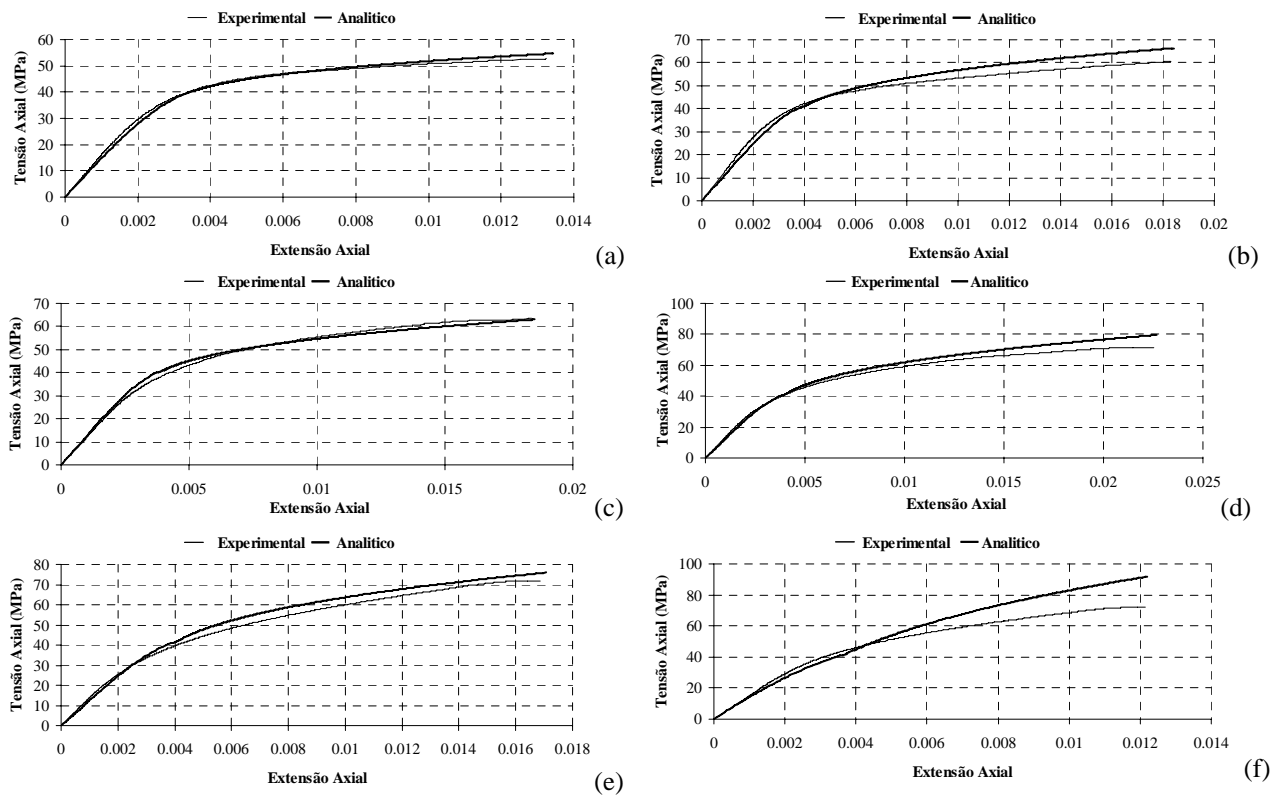 Experimental Analitico
Tensão Axial (MPa)
60
50
40
30
20
10
0
0 0.002 0.004 0.006 0.008 0.01 0.012 0.014
Extensão Axial
(a)
Experimental Analitico
Tensão Axial (MPa)
70
60
50
40
30
20
10
0
0 0.002 0.004 0.006 0.008 0.01 0.012 0.014 0.016 0.018 0.02
Extensão Axial
(b)
Experimental Analitico
Tensão Axial (MPa)
70
60
50
40
30
20
10
0
0 0.005 0.01 0.015 0.02
Extensão Axial
(c)
Experimental Analitico
Tensão Axial (MPa)
100
80
60
40
20
0
0 0.005 0.01 0.015 0.02 0.025
Extensão Axial
(d)
Experimental Analitico
Tensão Axial (MPa)
80
70
60
50
40
30
20
10
0
0 0.002 0.004 0.006 0.008 0.01 0.012 0.014 0.016 0.018
Extensão Axial
(e)
Experimental Analitico
Tensão Axial (MPa)
100
80
60
40
20
0
0 0.002 0.004 0.006 0.008 0.01 0.012 0.014
Extensão Axial
(f)